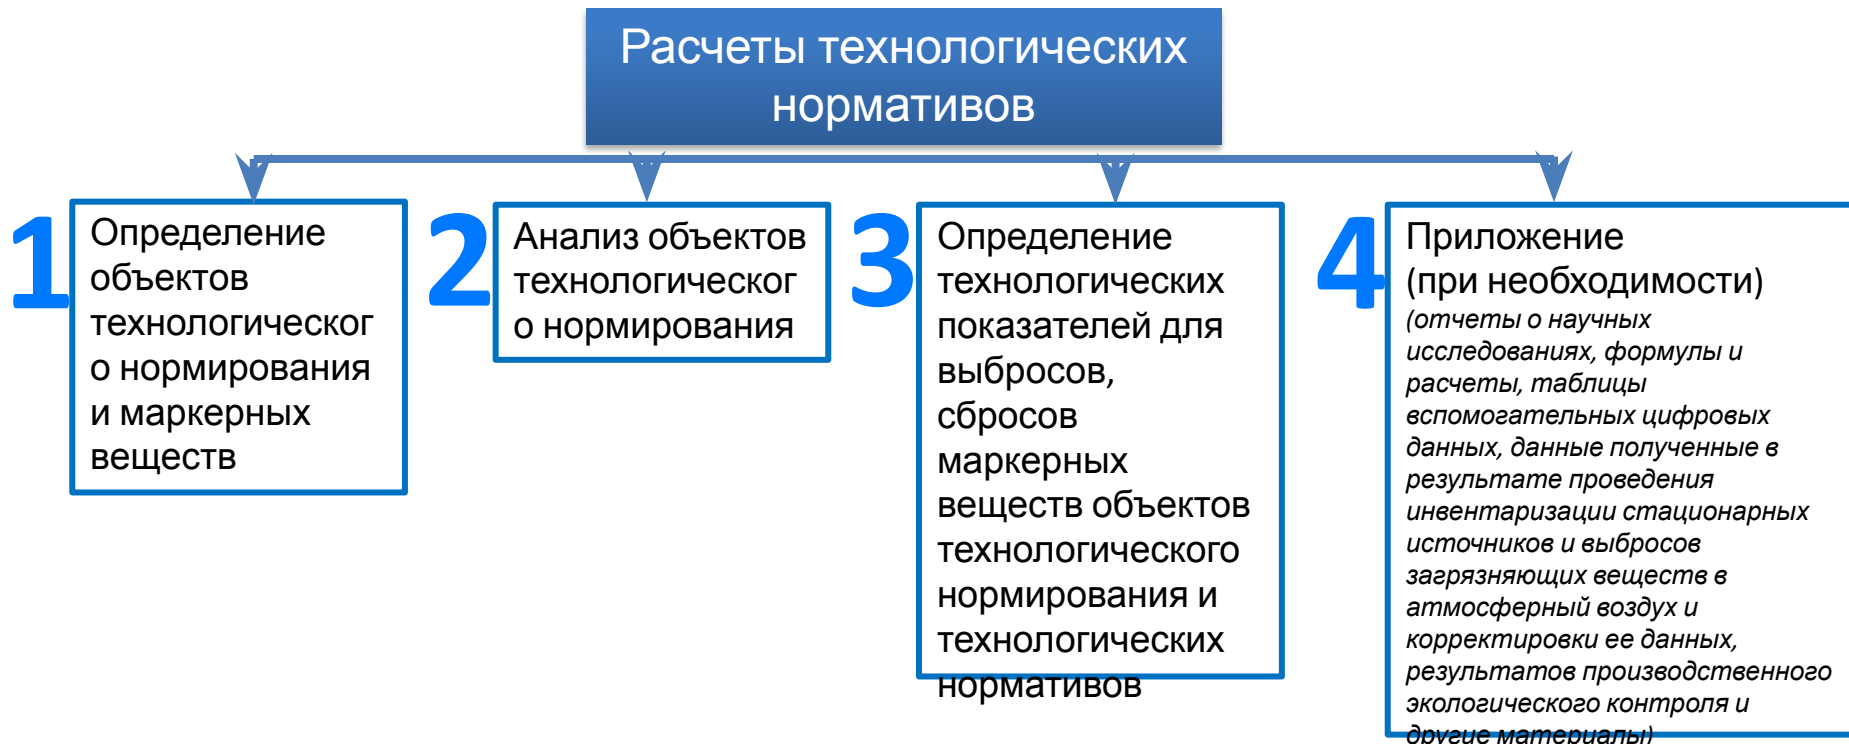 Расчеты технологических
нормативов
1
Определение
объектов
технологическог
о нормирования
и маркерных
веществ
2
Анализ объектов
технологическог
о нормирования
3
Определение
технологических
показателей для
выбросов,
сбросов
маркерных
веществ объектов
технологического
нормирования и
технологических
нормативов
4
Приложение
(при необходимости)
(отчеты о научных
исследованиях, формулы и
расчеты, таблицы
вспомогательных цифровых
данных, данные полученные в
результате проведения
инвентаризации стационарных
источников и выбросов
загрязняющих веществ в
атмосферный воздух и
корректировки ее данных,
результатов производственного
экологического контроля и
другие материалы)